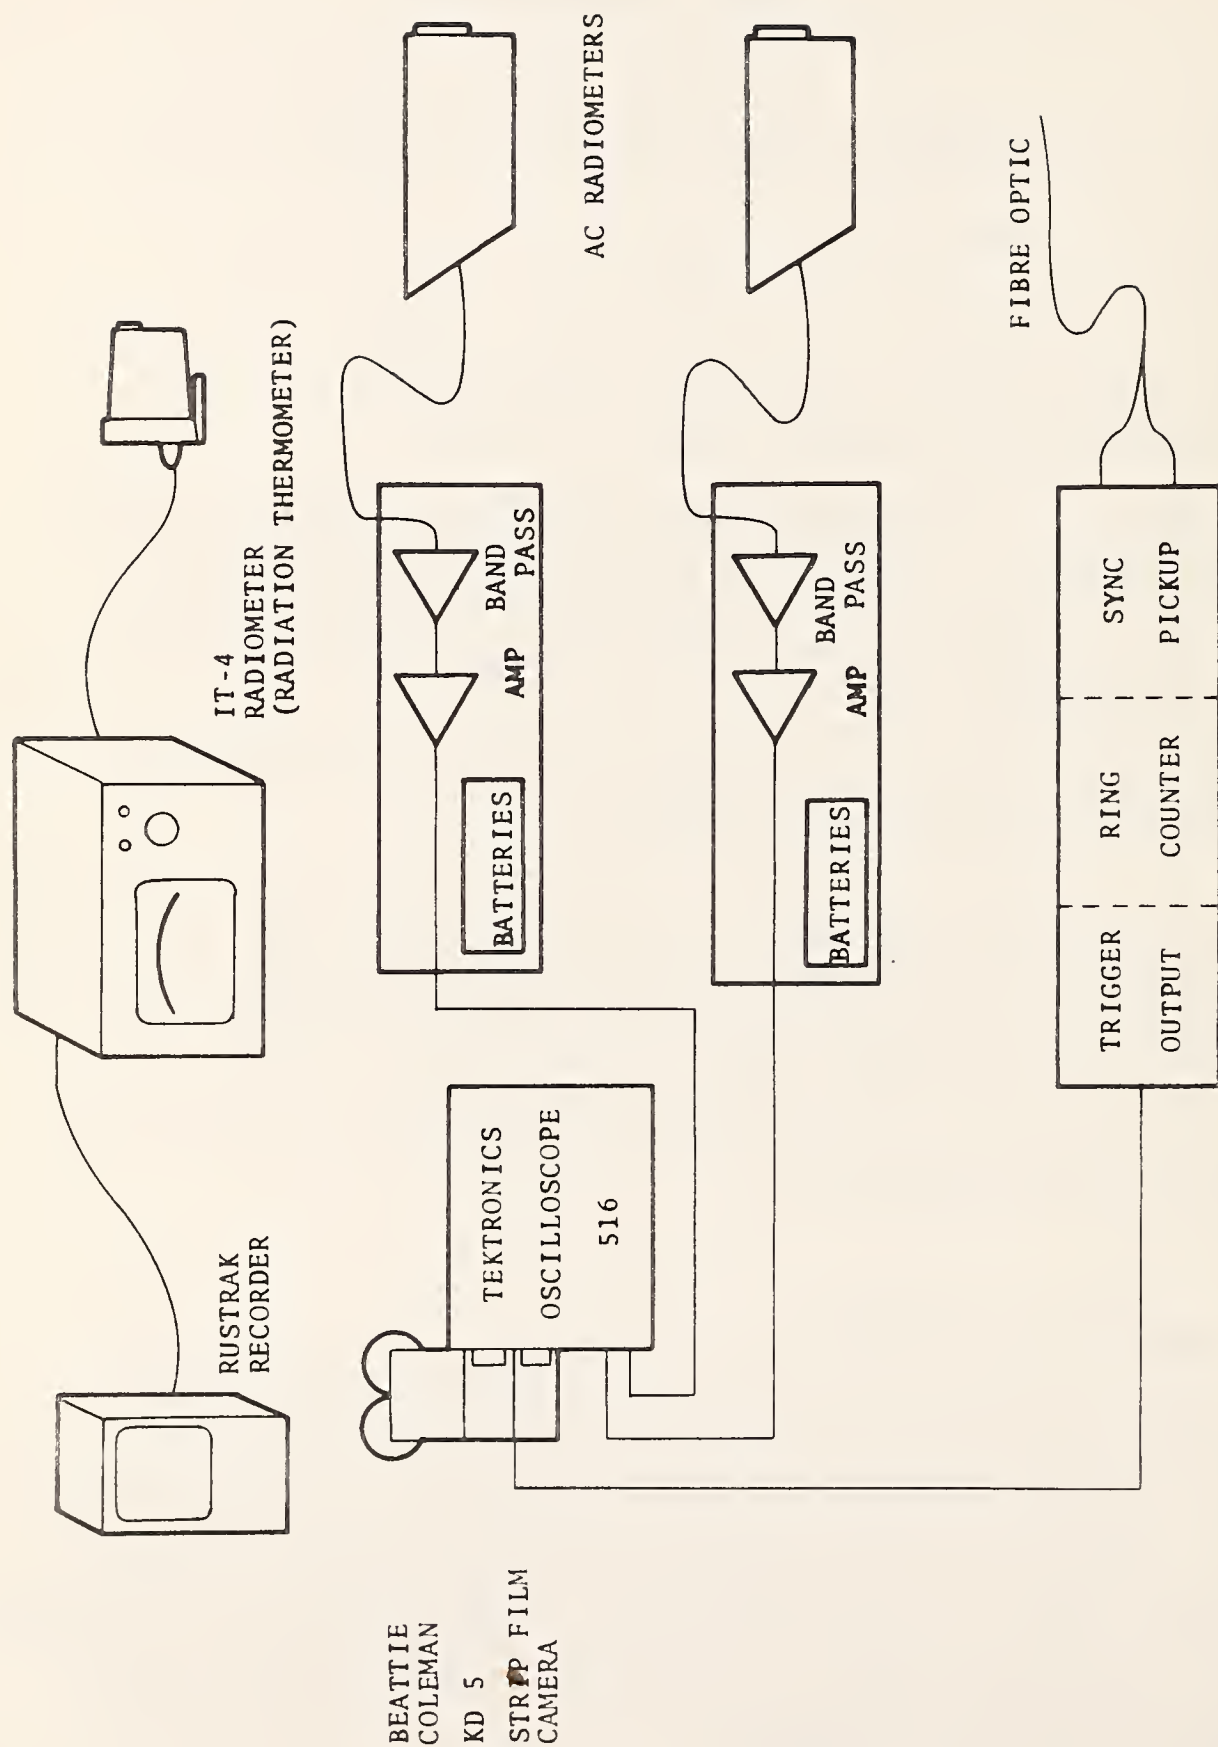 RUSTRAK
RECORDER
IT-4
RADIOMETER
(RADIATION THERMOMETER)
BEATTIE
COLEMAN
KD 5
STRIP FILM
CAMERA
TEKTRONICS
OSCILLOSCOPE
516
BATTERIES
AMP
BAND
PASS
AC RADIOMETERS
BATTERIES
AMP
BAND
PASS
TRIGGER
OUTPUT
RING
COUNTER
SYNC
PICKUP
FIBRE OPTIC